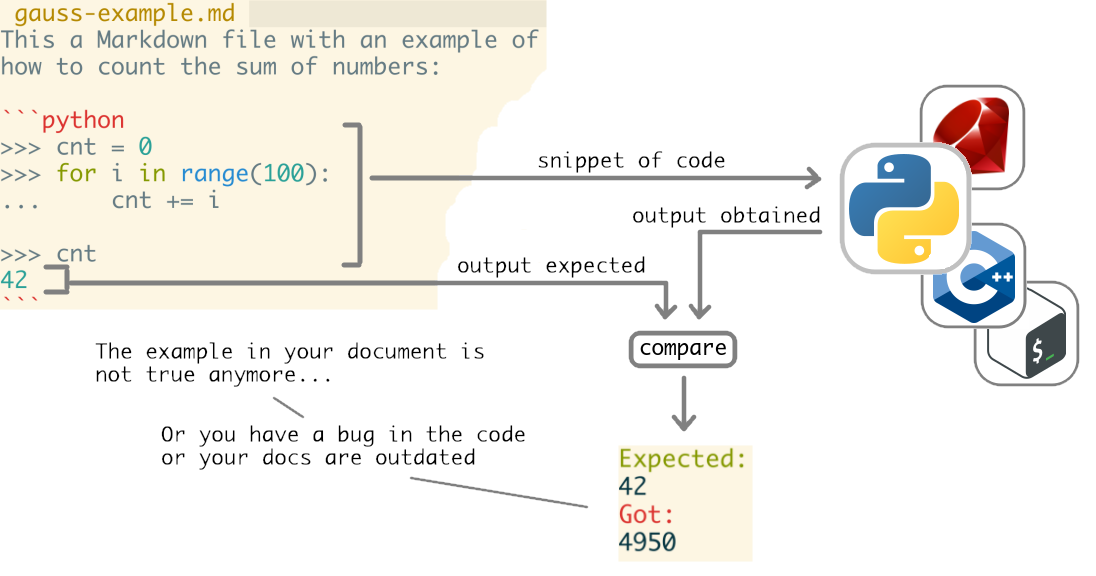 gauss-example.md
This a Markdown file with an example of
how to count the sum of numbers:
```python
>>> cnt = 0
>>> for i in range(100):
...     cnt += i
>>> cnt
42
```
snippet of code
output obtained
output expected
compare
C++
$_
The example in your document is
not true anymore...
Or you have a bug in the code
or your docs are outdated
Expected:
42
Got:
4950